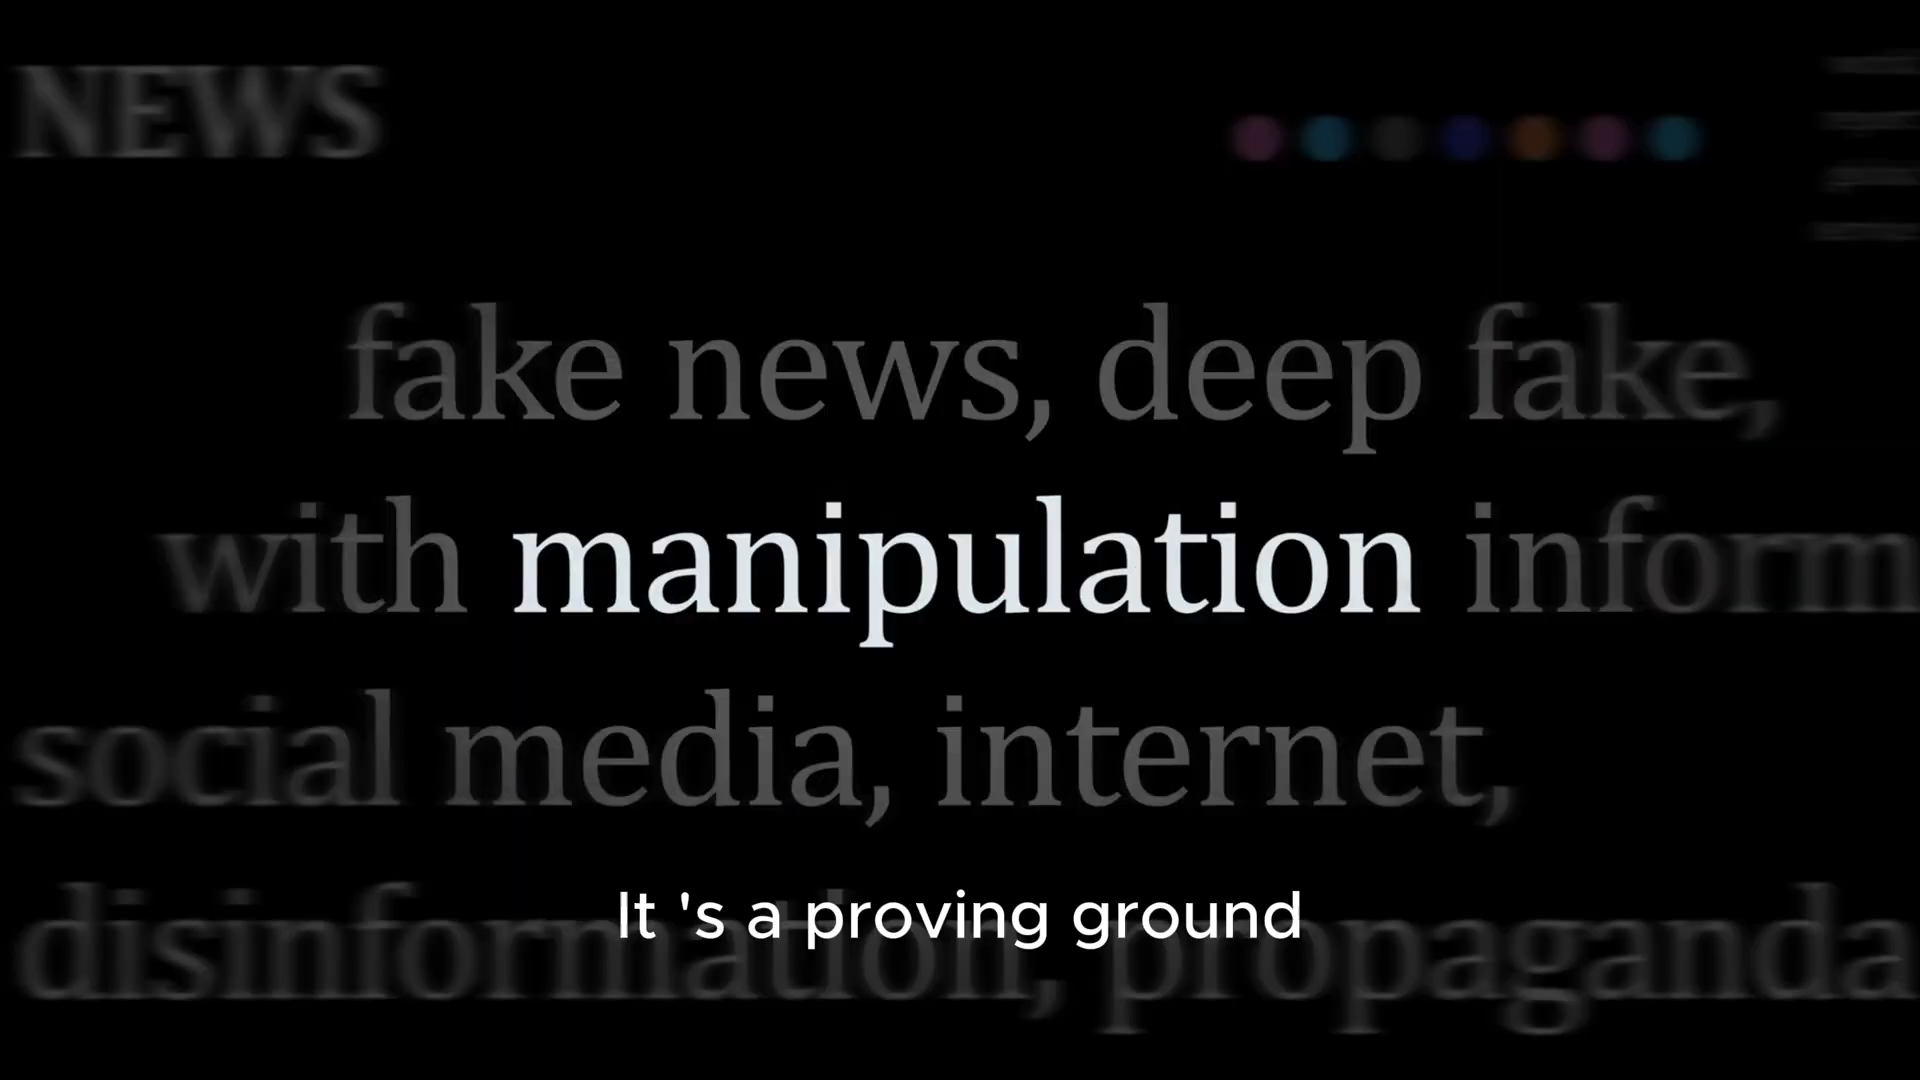 NEWS
fake news, deep fake,
with manipulation inform
social media, internet,
disinformation, propaganda
It 's a proving ground